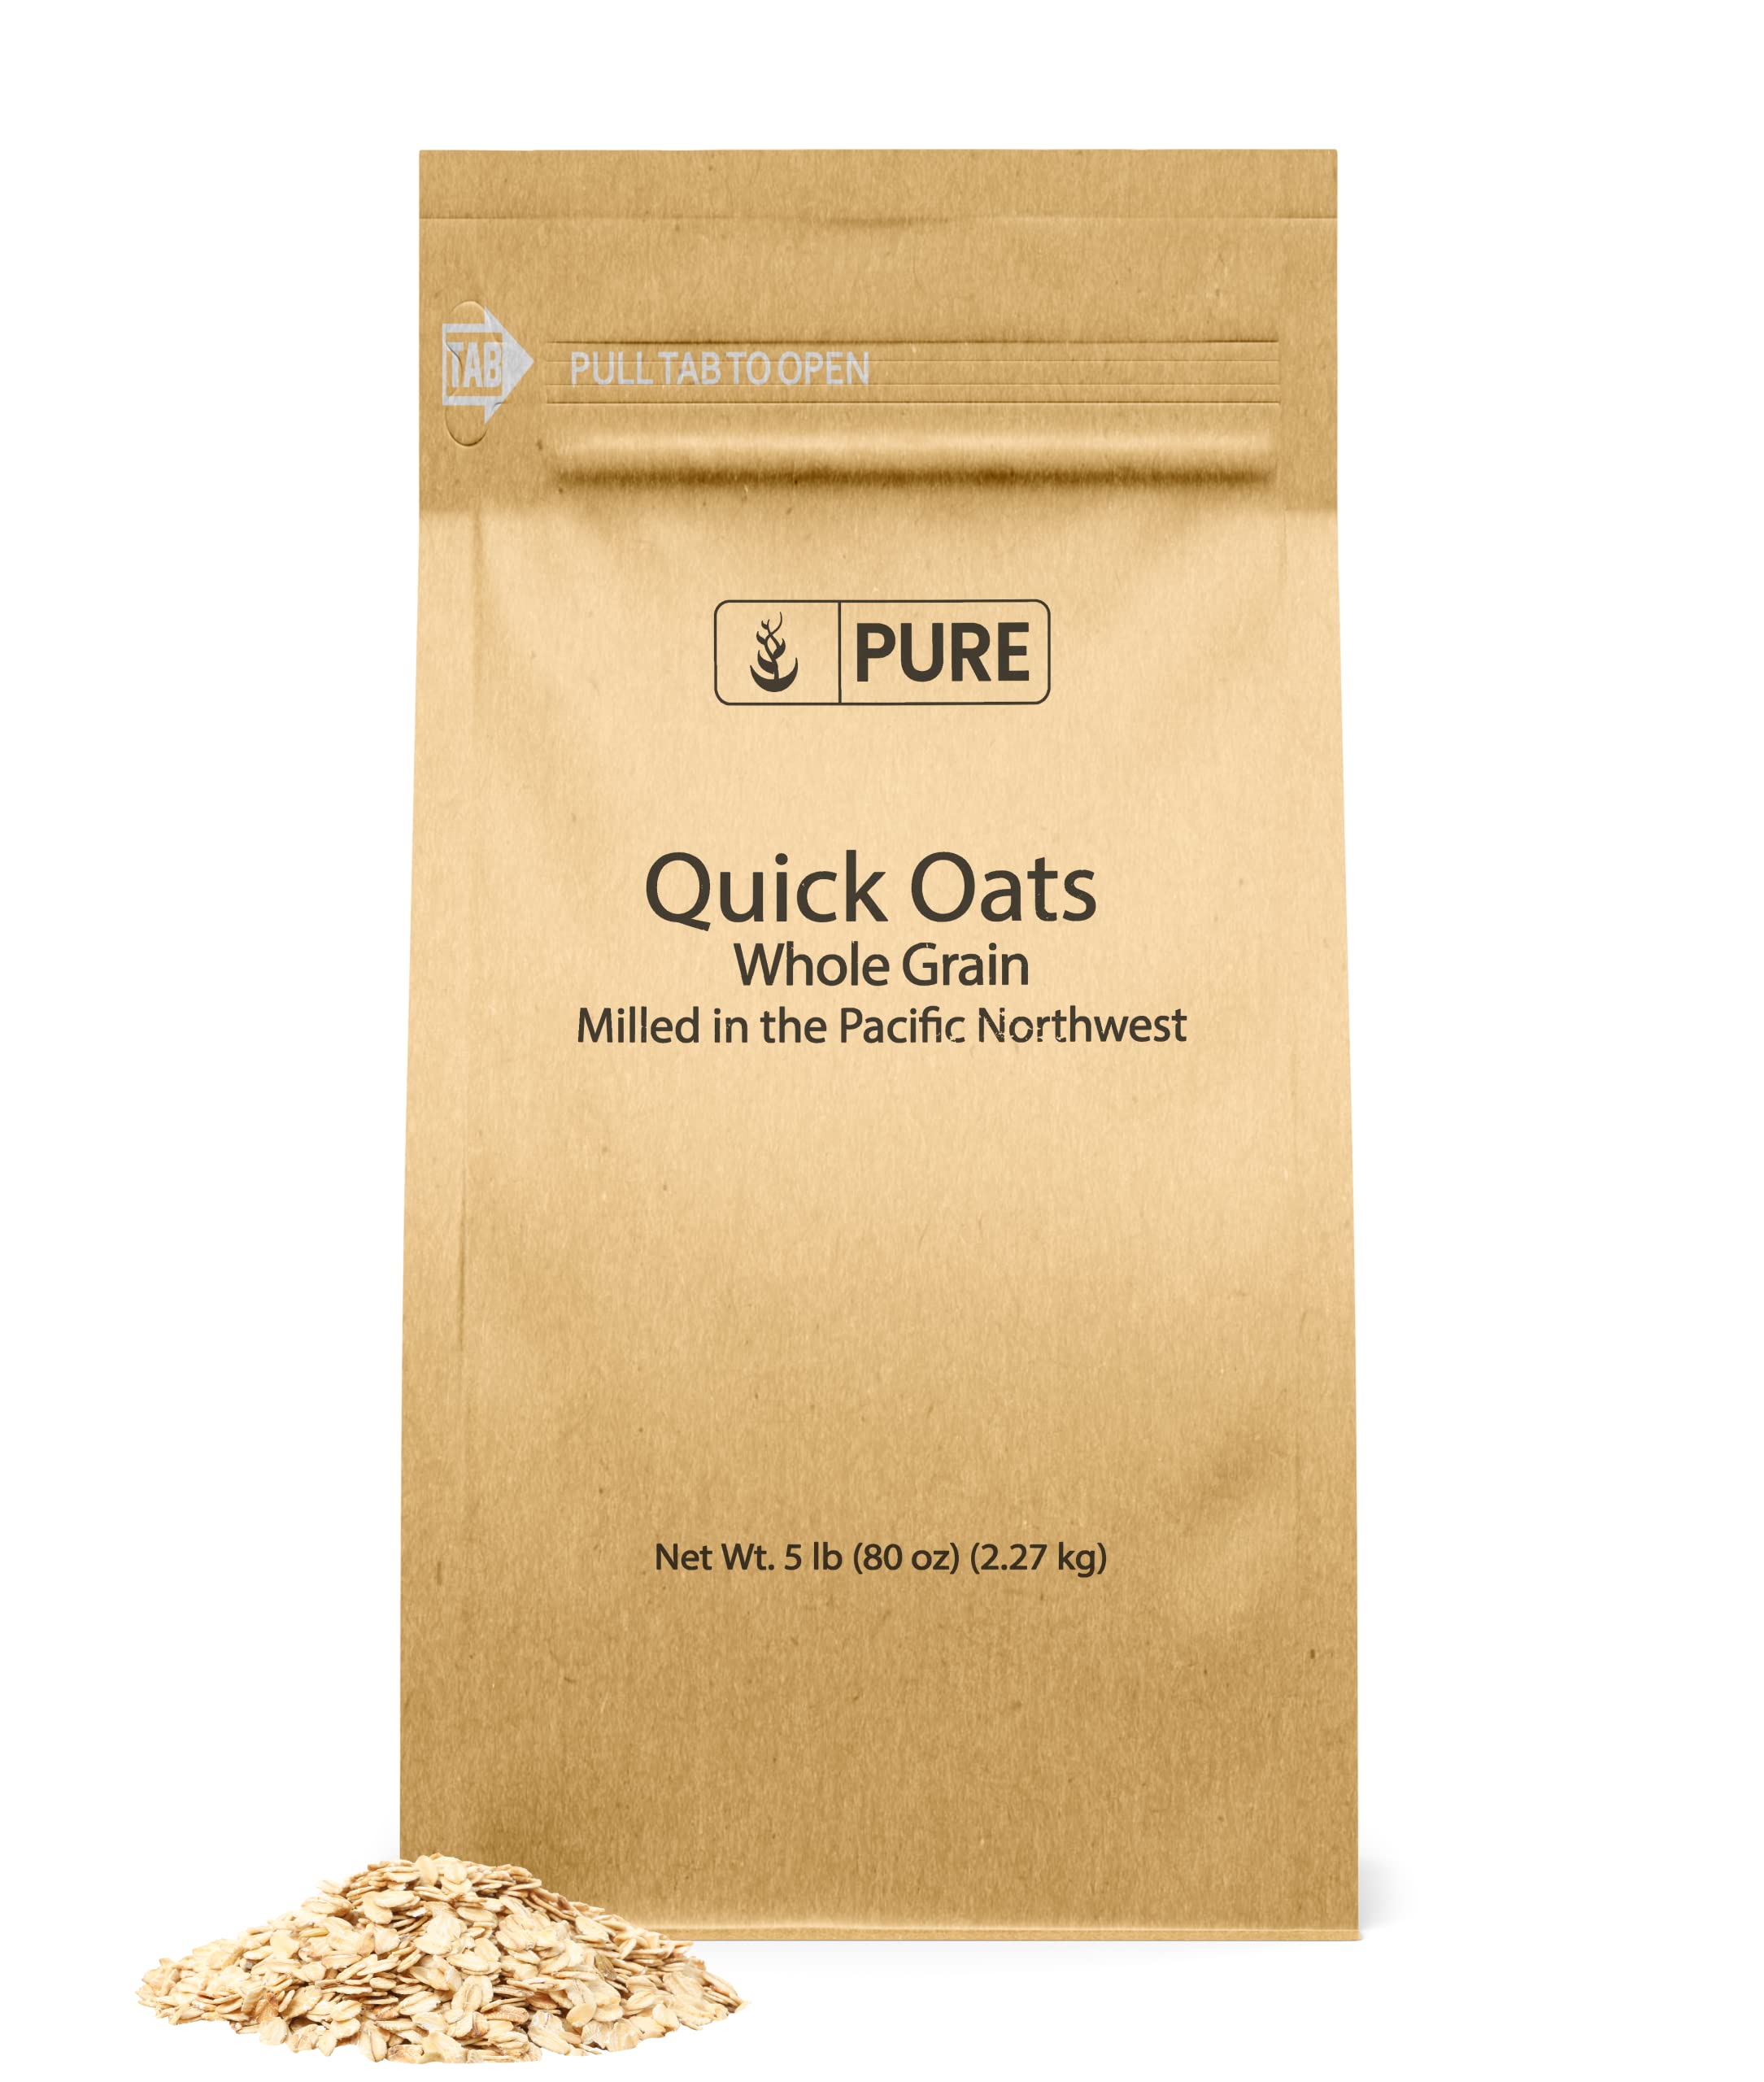 TAB
PULL TAB TO OPEN
PURE
Quick Oats
Whole Grain
Milled in the Pacific Northwest
Net Wt. 5 lb (80 oz) (2.27 kg)